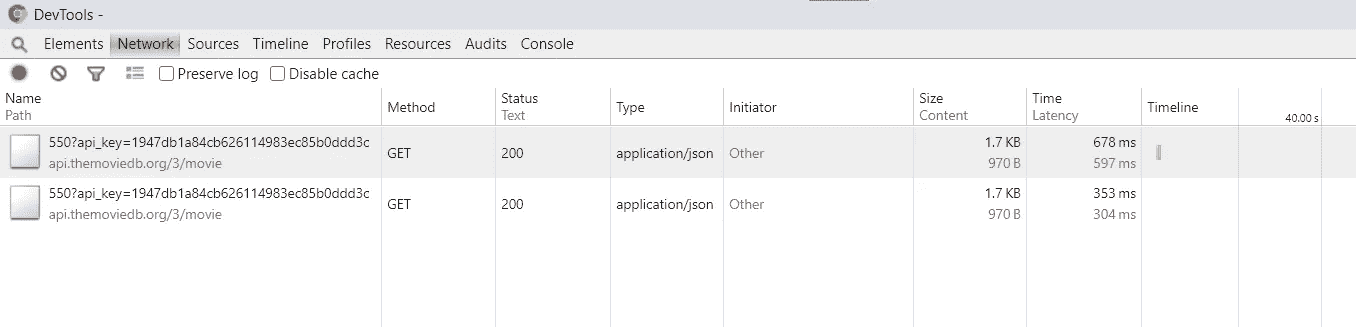 DevTools -
Elements Network Sources Timeline Profiles Resources Audits Console
Preserve log Disable cache
Name Method Status Type Initiator Size Time Timeline
Path Text Content Latency 40.00 s
550?api_key=1947db1a84cb626114983ec85b0ddd3c 1.7 KB 678 ms
GET 200 application/json Other
api.themoviedb.org/3/movie 970 B 597 ms
550?api_key=1947db1a84cb626114983ec85b0ddd3c 1.7 KB 353 ms
GET 200 application/json Other
api.themoviedb.org/3/movie 970 B 304 ms